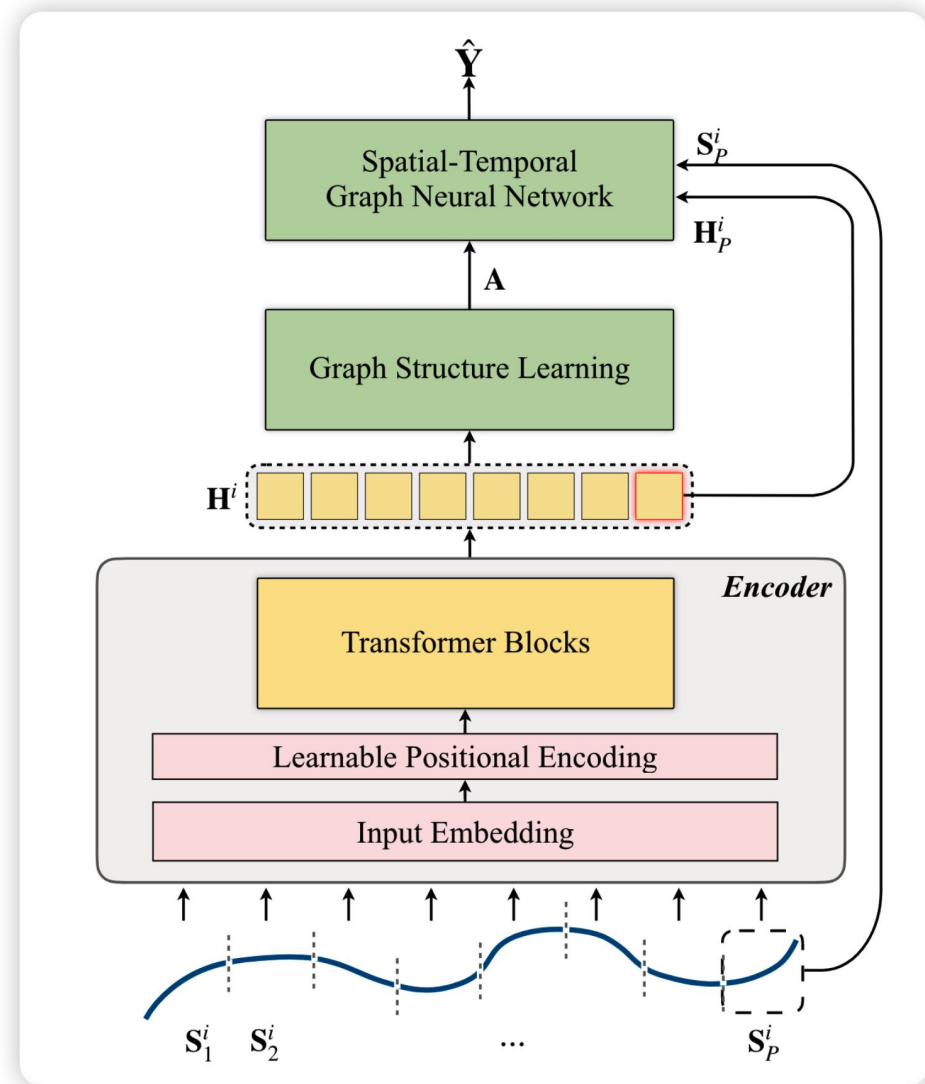 Ŷ
Spatial-Temporal
Graph Neural Network
S_P^i
H_P^i
A
Graph Structure Learning
H^i
Encoder
Transformer Blocks
Learnable Positional Encoding
Input Embedding
S_1^i S_2^i ... S_P^i